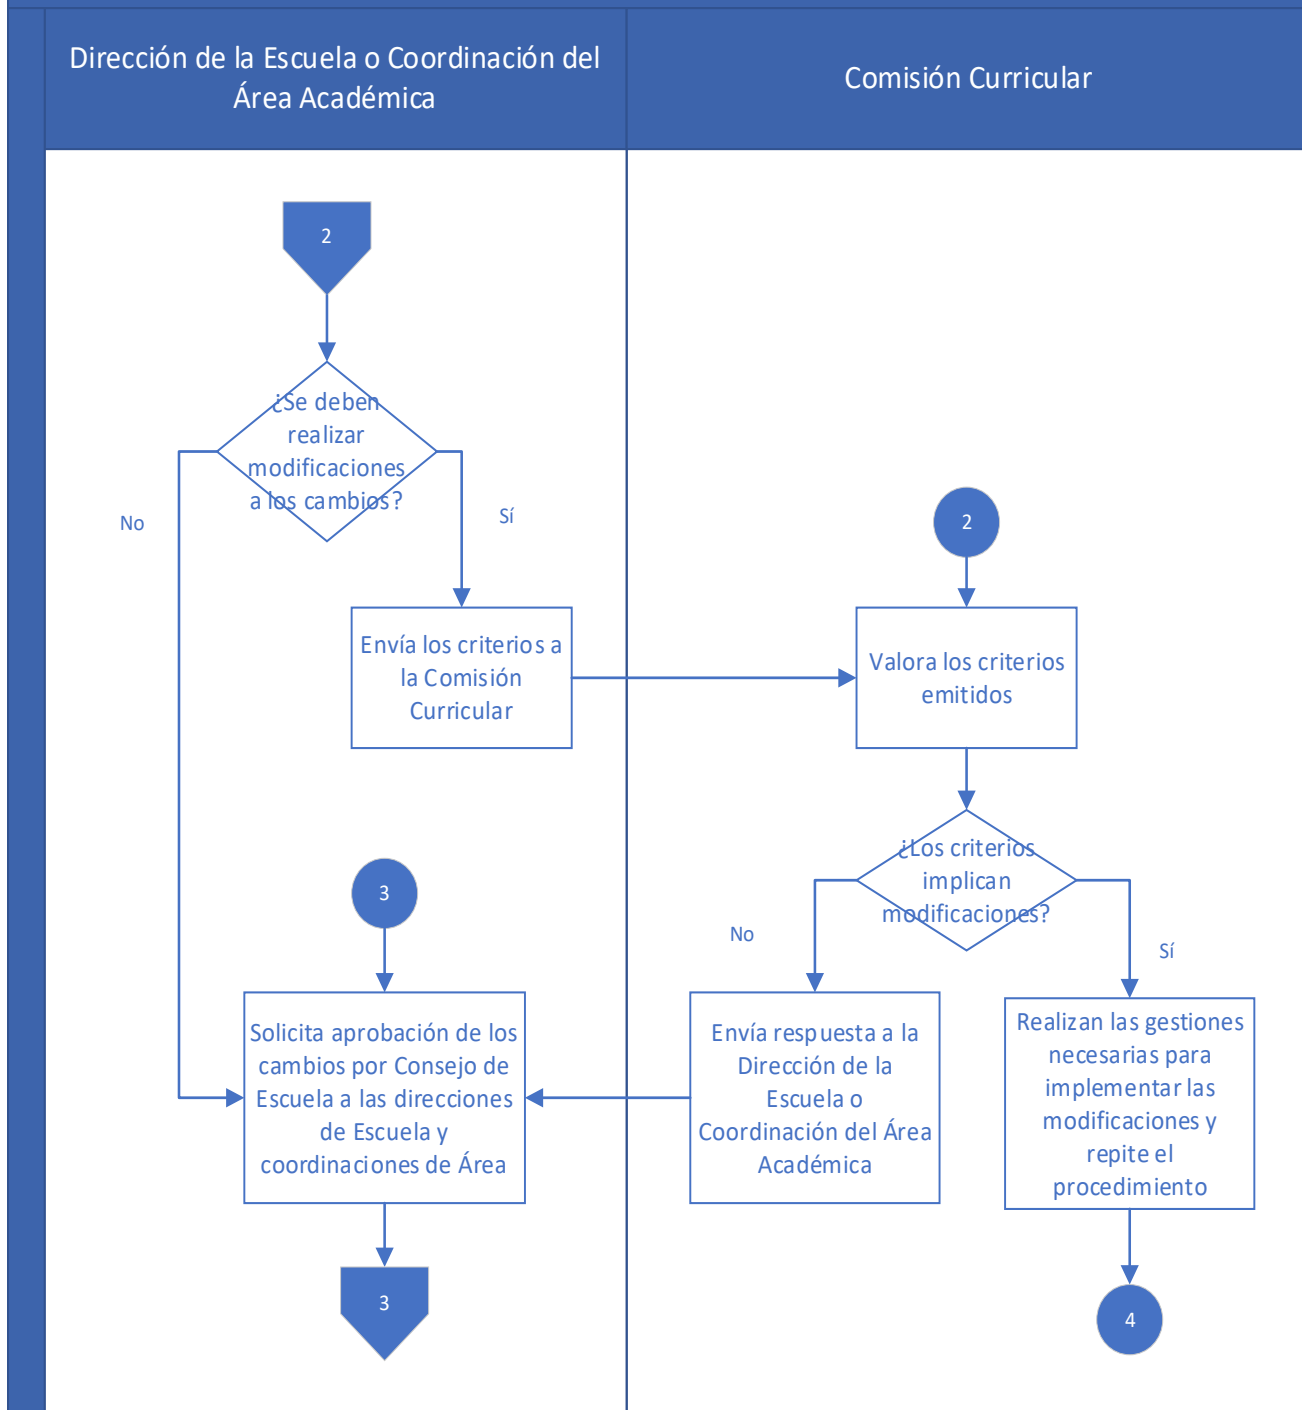 Dirección de la Escuela o Coordinación del
Área Académica
Comisión Curricular
2
¿Se deben
realizar
modificaciones
a los cambios?
No
Sí
2
Envía los criterios a
la Comisión
Curricular
Valora los criterios
emitidos
¿Los criterios
implican
modificaciones?
No
Sí
3
Solicita aprobación de los
cambios por Consejo de
Escuela a las direcciones
de Escuela y
coordinaciones de Área
Envía respuesta a la
Dirección de la
Escuela o
Coordinación del Área
Académica
Realizan las gestiones
necesarias para
implementar las
modificaciones y
repite el
procedimiento
3
4